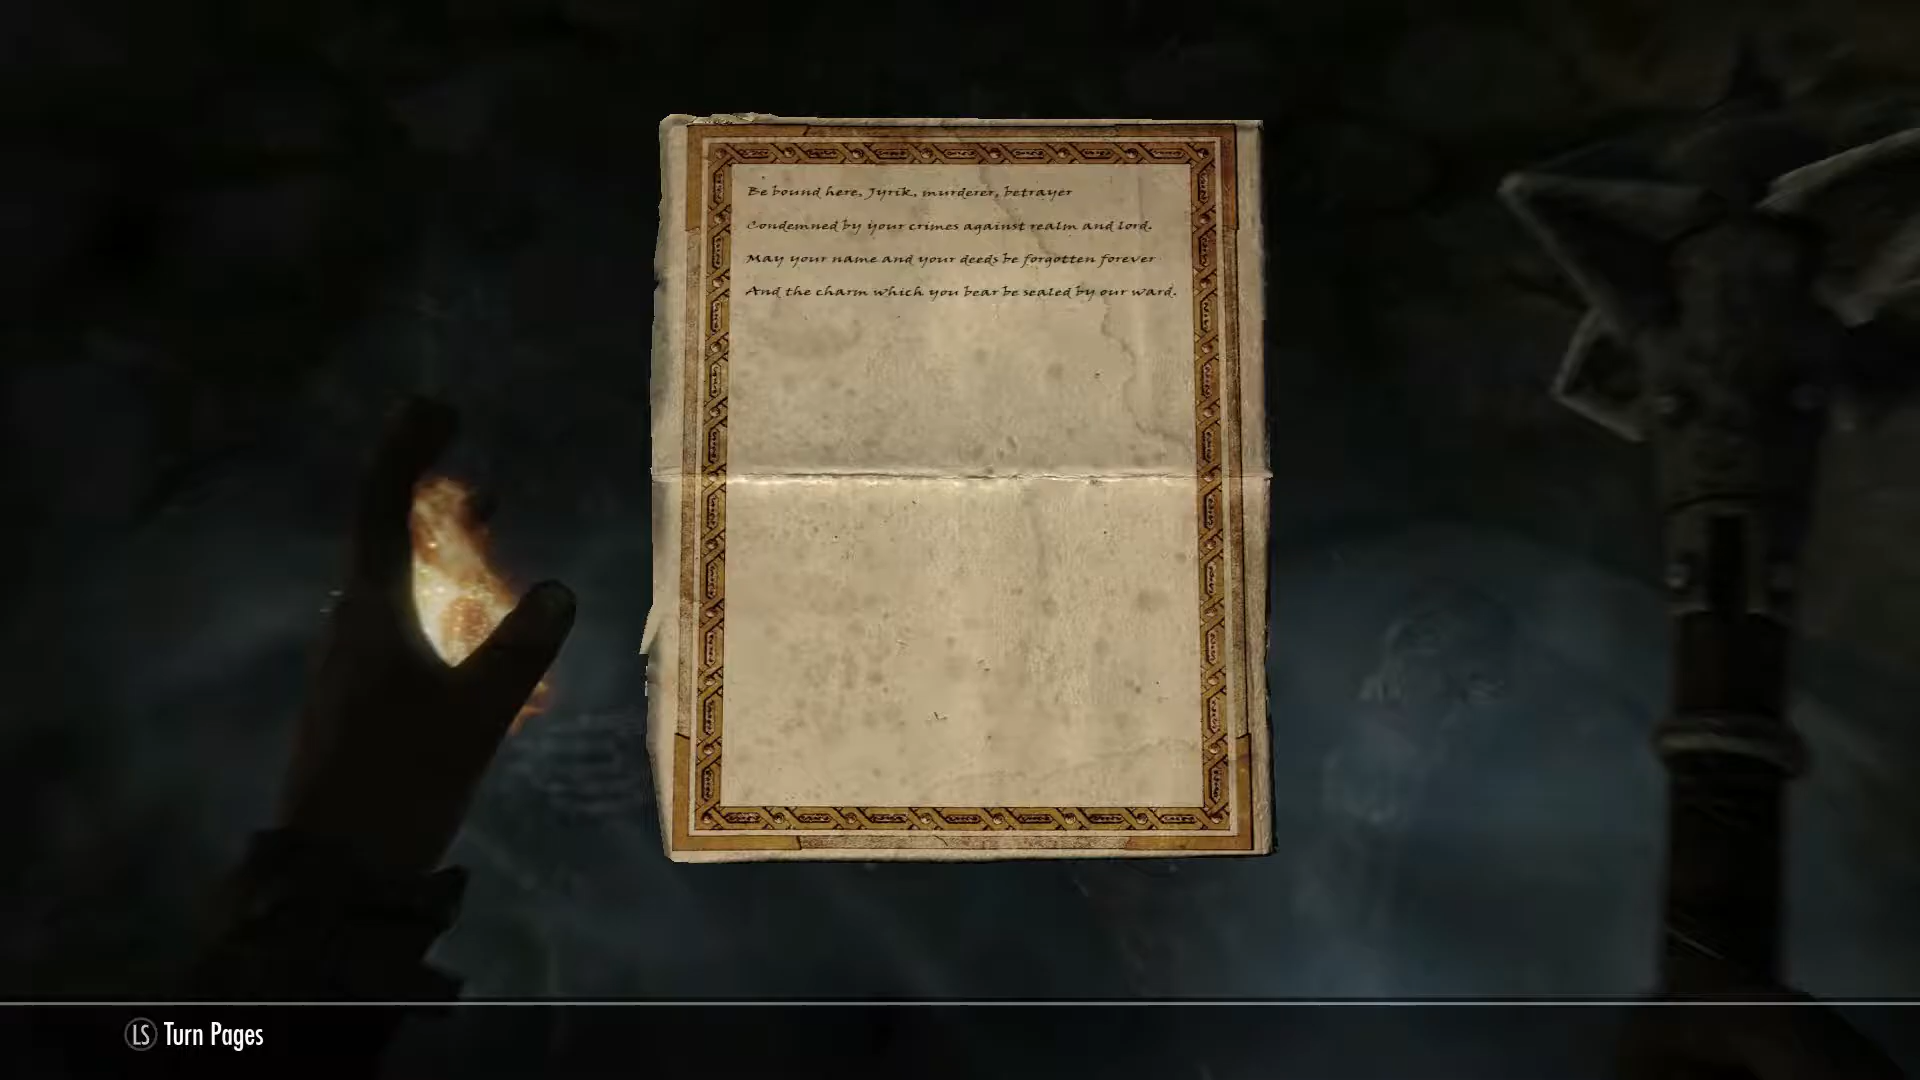 Be bound here, Jyrik, murderer, betrayer
Condemned by your crimes against realm and lord.
May your name and your deeds be forgotten forever
And the charm which you bear be sealed by our ward.
LS Turn Pages